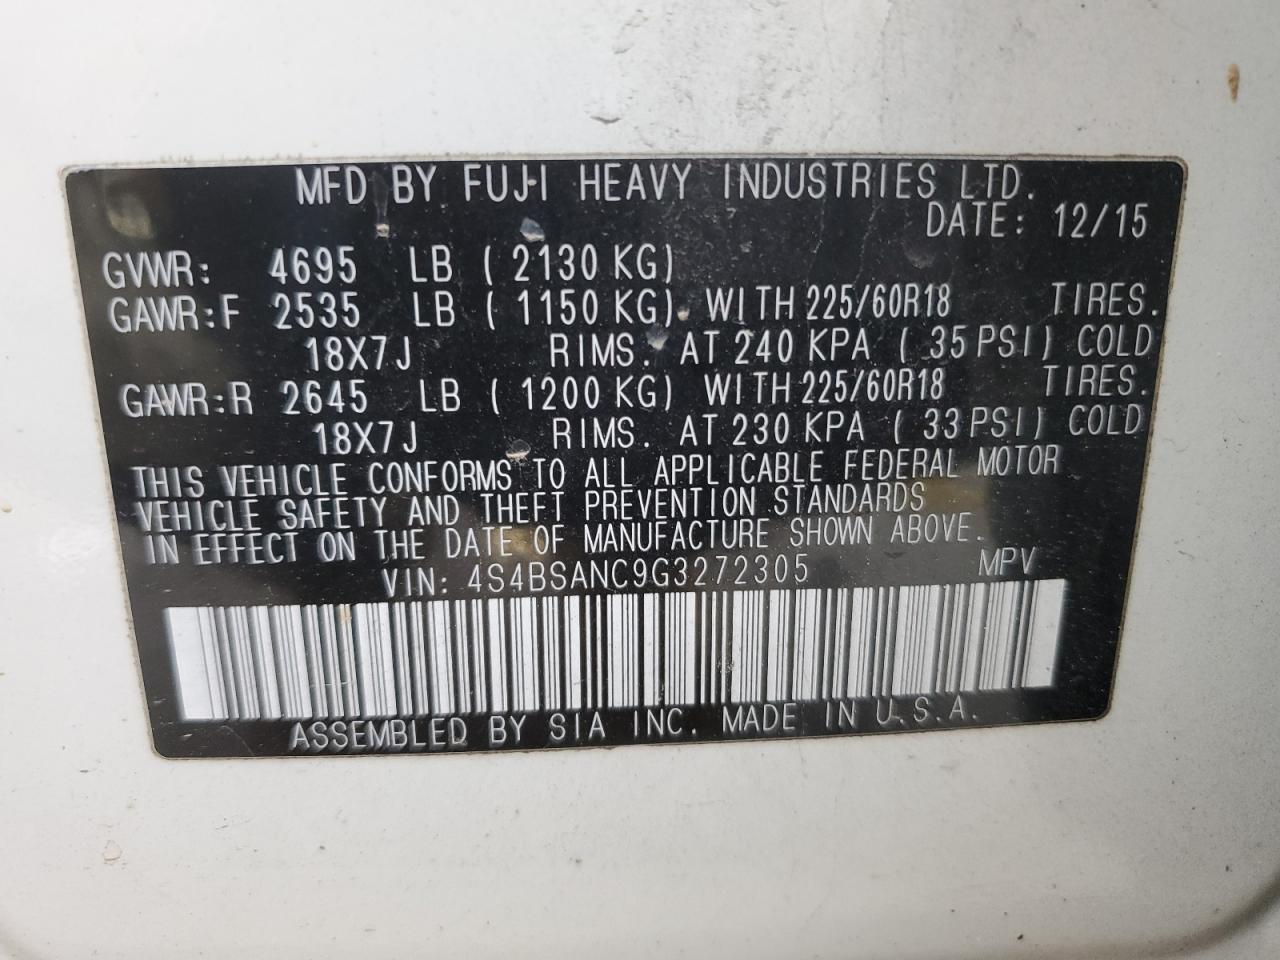 MFD BY FUJI HEAVY INDUSTRIES LTD.
DATE: 12/15
GVWR: 4695 LB (2130 KG)
GAWR:F 2535 LB (1150 KG). WITH 225/60R18 TIRES.
18X7J RIMS. AT 240 KPA (35 PSI) COLD
GAWR:R 2645 LB (1200 KG) WITH 225/60R18 TIRES.
18X7J RIMS. AT 230 KPA (33 PSI) COLD
THIS VEHICLE CONFORMS TO ALL APPLICABLE FEDERAL MOTOR
VEHICLE SAFETY AND THEFT PREVENTION STANDARDS
IN EFFECT ON THE DATE OF MANUFACTURE SHOWN ABOVE.
VIN: 4S4BSANC9G3272305 MPV
ASSEMBLED BY SIA INC. MADE IN U.S.A.